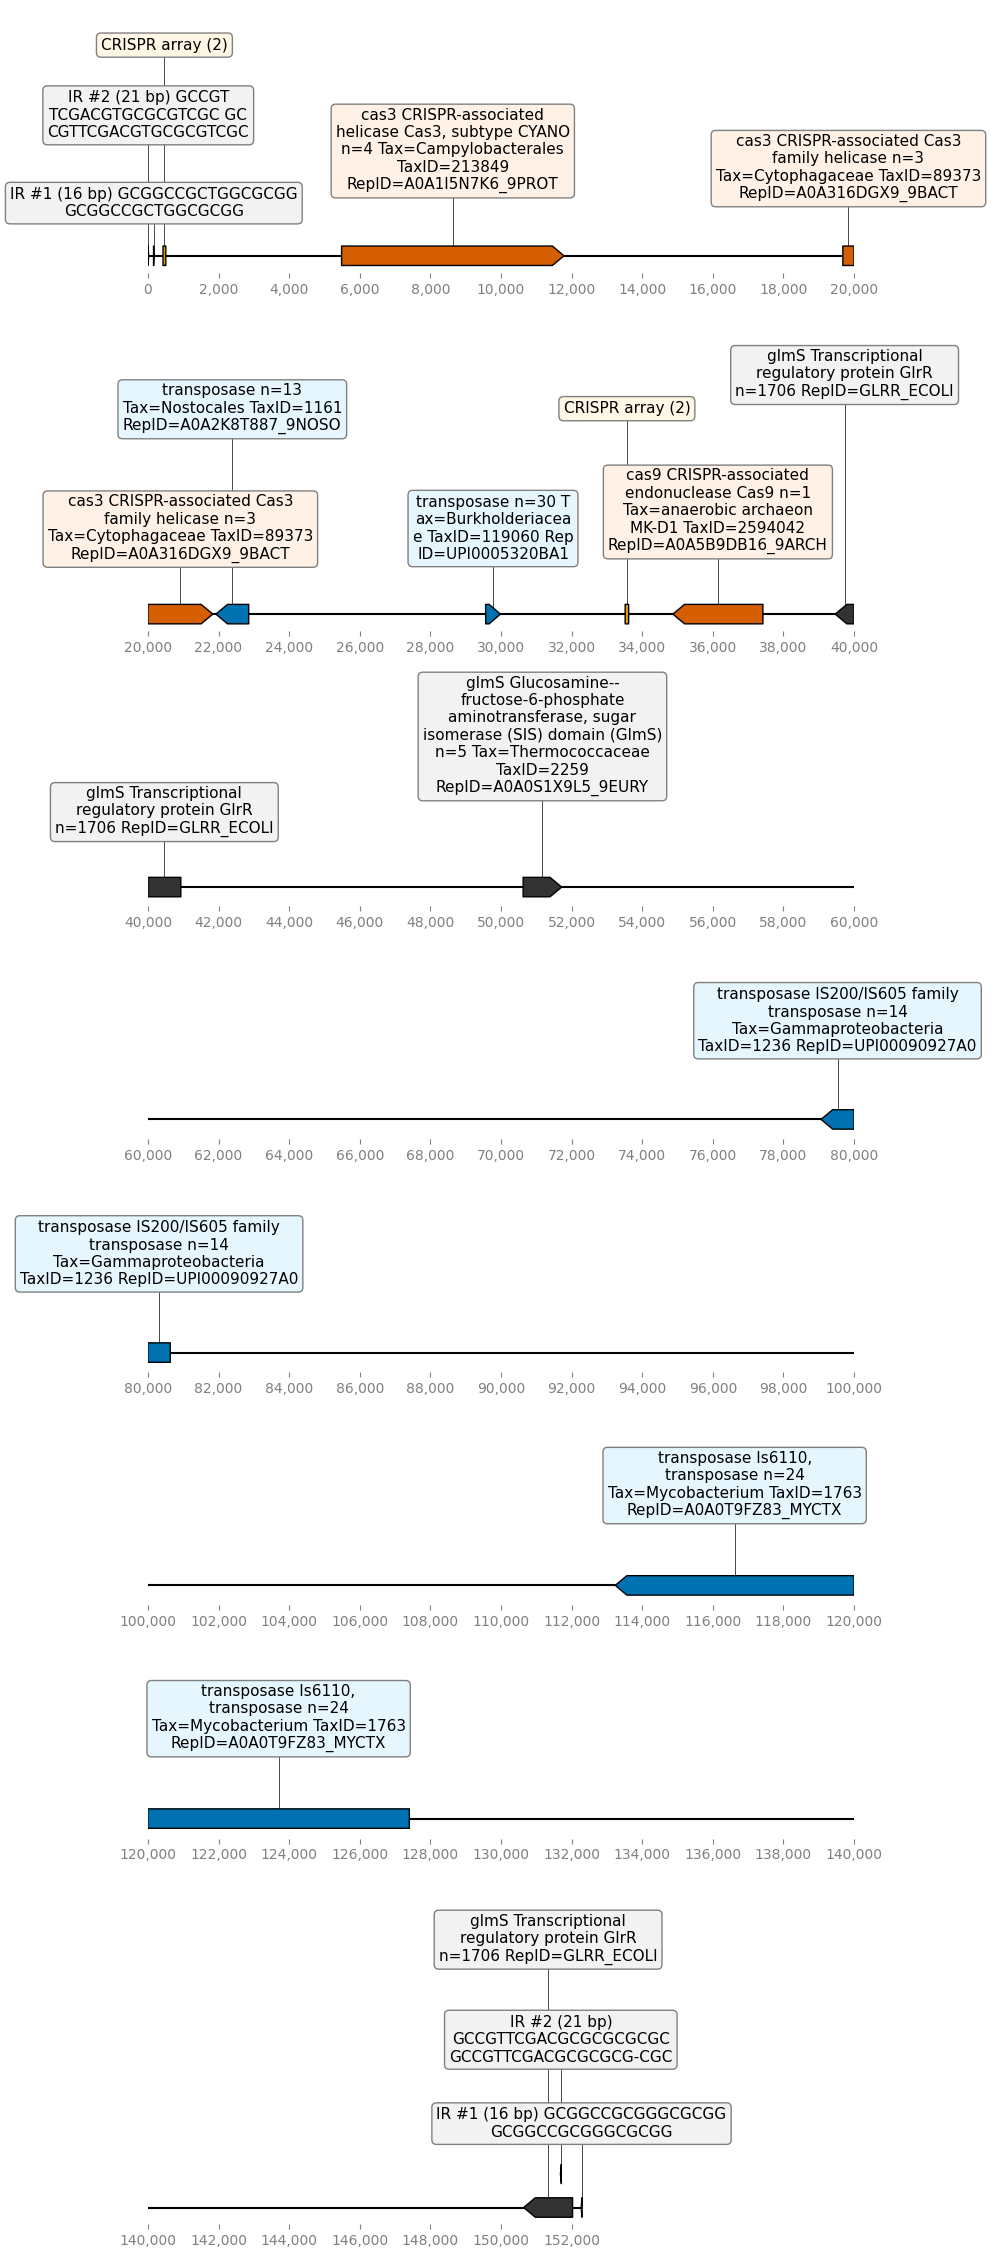 CRISPR array (2)
IR #2 (21 bp) GCCGT
TCGACGTGCGCGTCGC GC
CGTTCGACGTGCGCGTCGC
cas3 CRISPR-associated
helicase Cas3, subtype CYANO
n=4 Tax=Campylobacterales
TaxID=213849
RepID=A0A1I5N7K6_9PROT
cas3 CRISPR-associated Cas3
family helicase n=3
Tax=Cytophagaceae TaxID=89373
RepID=A0A316DGX9_9BACT
IR #1 (16 bp) GCGGCCGCTGGCGCGG
GCGGCCGCTGGCGCGG
0 2,000 4,000 6,000 8,000 10,000 12,000 14,000 16,000 18,000 20,000
glmS Transcriptional
regulatory protein GlrR
n=1706 RepID=GLRR_ECOLI
transposase n=13
Tax=Nostocales TaxID=1161
RepID=A0A2K8T887_9NOSO
CRISPR array (2)
cas3 CRISPR-associated Cas3
family helicase n=3
Tax=Cytophagaceae TaxID=89373
RepID=A0A316DGX9_9BACT
transposase n=30 T
ax=Burkholderiacea
e TaxID=119060 Rep
ID=UPI0005320BA1
cas9 CRISPR-associated
endonuclease Cas9 n=1
Tax=anaerobic archaeon
MK-D1 TaxID=2594042
RepID=A0A5B9DB16_9ARCH
20,000 22,000 24,000 26,000 28,000 30,000 32,000 34,000 36,000 38,000 40,000
glmS Glucosamine--
fructose-6-phosphate
aminotransferase, sugar
isomerase (SIS) domain (GlmS)
n=5 Tax=Thermococcaceae
TaxID=2259
RepID=A0A0S1X9L5_9EURY
glmS Transcriptional
regulatory protein GlrR
n=1706 RepID=GLRR_ECOLI
40,000 42,000 44,000 46,000 48,000 50,000 52,000 54,000 56,000 58,000 60,000
transposase IS200/IS605 family
transposase n=14
Tax=Gammaproteobacteria
TaxID=1236 RepID=UPI00090927A0
60,000 62,000 64,000 66,000 68,000 70,000 72,000 74,000 76,000 78,000 80,000
transposase IS200/IS605 family
transposase n=14
Tax=Gammaproteobacteria
TaxID=1236 RepID=UPI00090927A0
80,000 82,000 84,000 86,000 88,000 90,000 92,000 94,000 96,000 98,000 100,000
transposase Is6110,
transposase n=24
Tax=Mycobacterium TaxID=1763
RepID=A0A0T9FZ83_MYCTX
100,000 102,000 104,000 106,000 108,000 110,000 112,000 114,000 116,000 118,000 120,000
transposase Is6110,
transposase n=24
Tax=Mycobacterium TaxID=1763
RepID=A0A0T9FZ83_MYCTX
120,000 122,000 124,000 126,000 128,000 130,000 132,000 134,000 136,000 138,000 140,000
glmS Transcriptional
regulatory protein GlrR
n=1706 RepID=GLRR_ECOLI
IR #2 (21 bp)
GCCGTTCGACGCGCGCGCGC
GCCGTTCGACGCGCGCG-CGC
IR #1 (16 bp) GCGGCCGCGGGCGCGG
GCGGCCGCGGGCGCGG
140,000 142,000 144,000 146,000 148,000 150,000 152,000